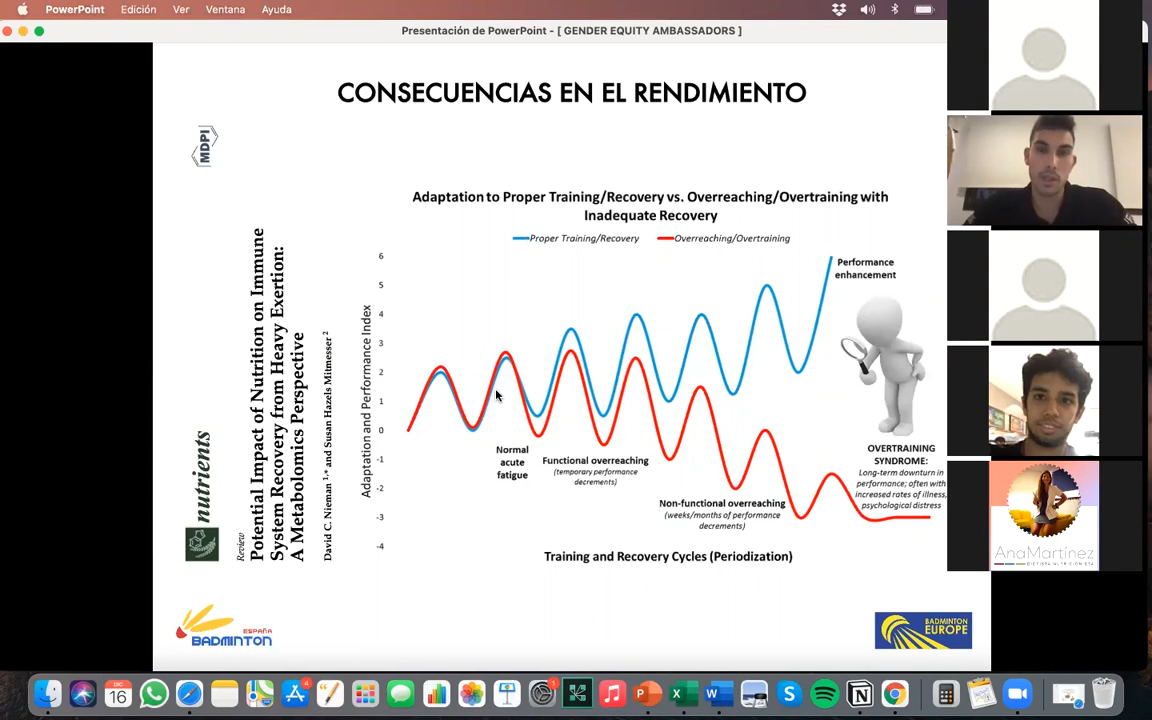 PowerPoint Edición Ver Ventana Ayuda
Presentación de PowerPoint - [ GENDER EQUITY AMBASSADORS ]
CONSECUENCIAS EN EL RENDIMIENTO
MDPI
nutrients
Review
Potential Impact of Nutrition on Immune
System Recovery from Heavy Exertion:
A Metabolomics Perspective
David C. Nieman 1,* and Susan Hazels Mitmesser 2
Adaptation to Proper Training/Recovery vs. Overreaching/Overtraining with
Inadequate Recovery
Proper Training/Recovery Overreaching/Overtraining
Adaptation and Performance Index
6
5
4
3
2
1
0
-1
-2
-3
-4
Performance
enhancement
Normal
acute
fatigue
Functional overreaching
(temporary performance
decrements)
Non-functional overreaching
(weeks/months of performance
decrements)
OVERTRAINING
SYNDROME:
Long-term downturn in
performance; often with
increased rates of illness,
psychological distress
Training and Recovery Cycles (Periodization)
ESPAÑA
BADMINTON
BADMINTON
EUROPE
AnaMartínez
DIC
16
4
1